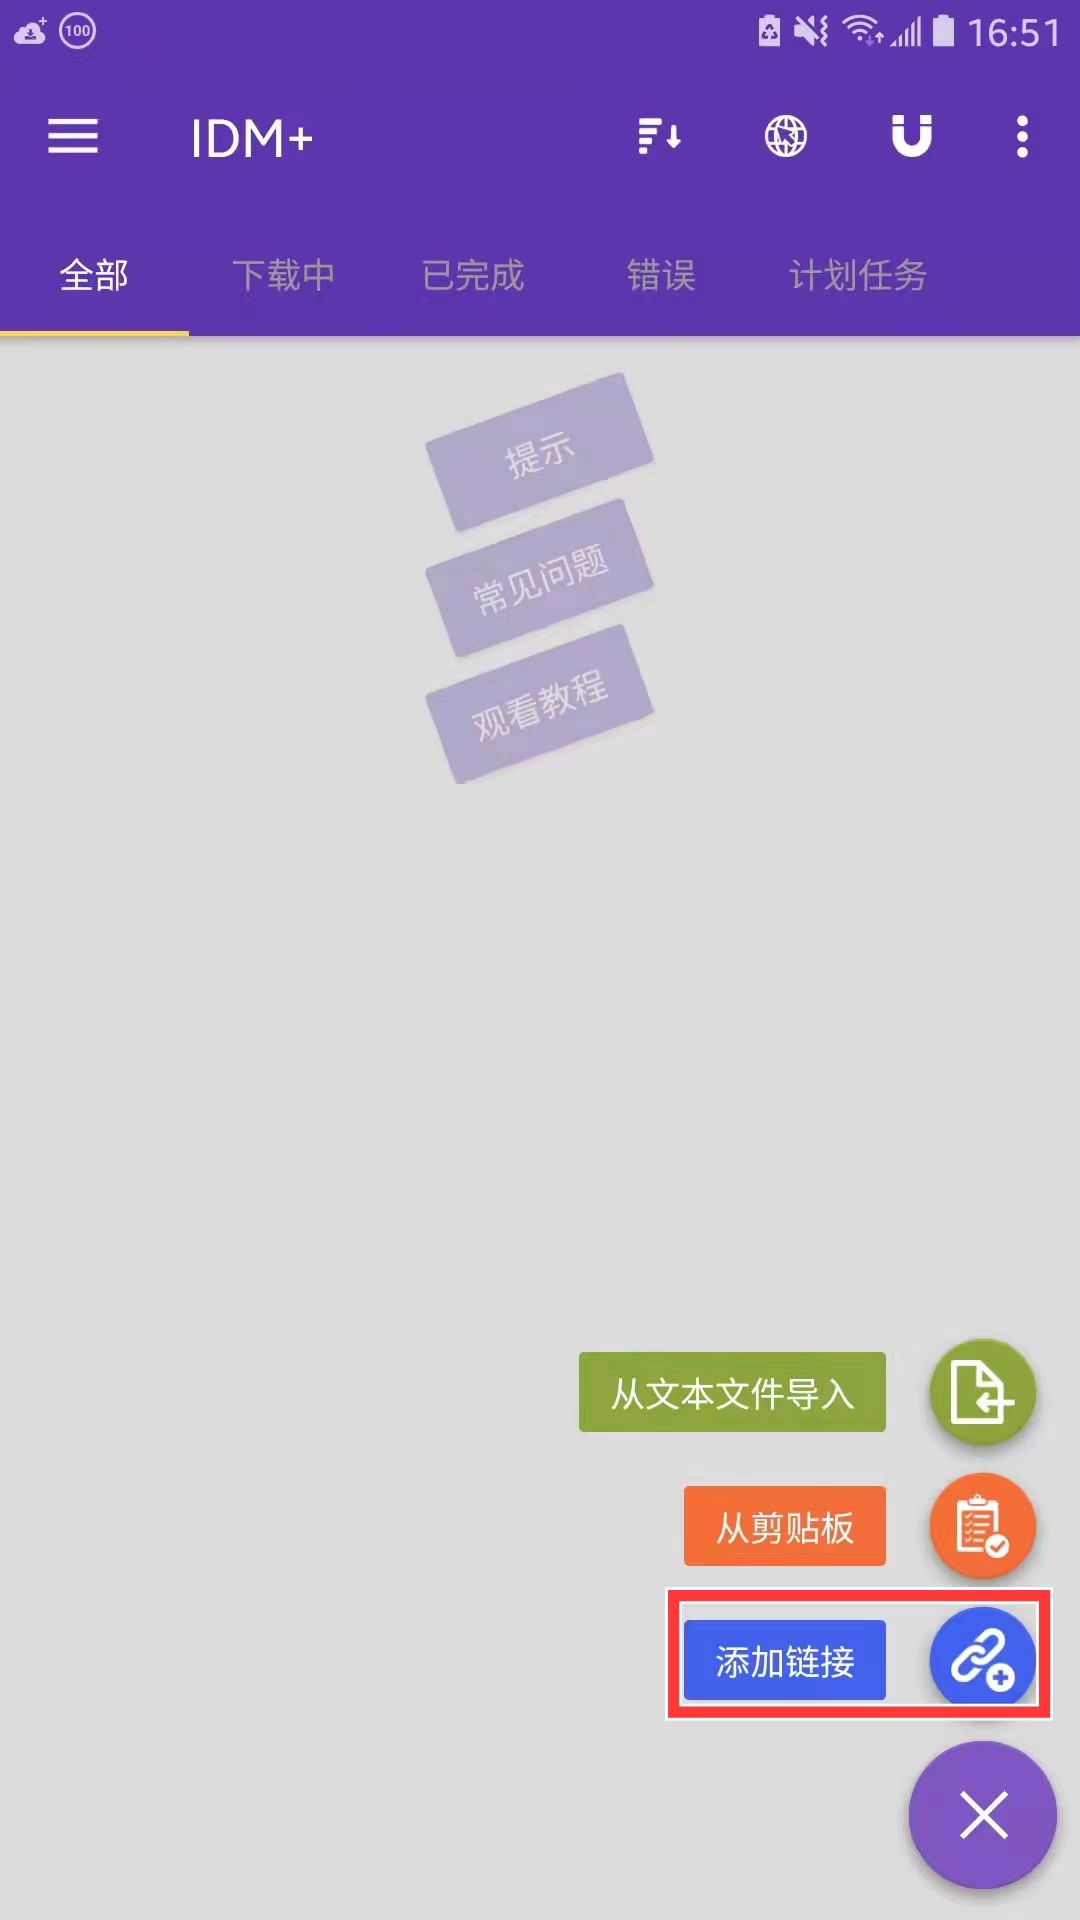 100 16:51
IDM+
全部 下载中 已完成 错误 计划任务
提示
常见问题
观看教程
从文本文件导入
从剪贴板
添加链接